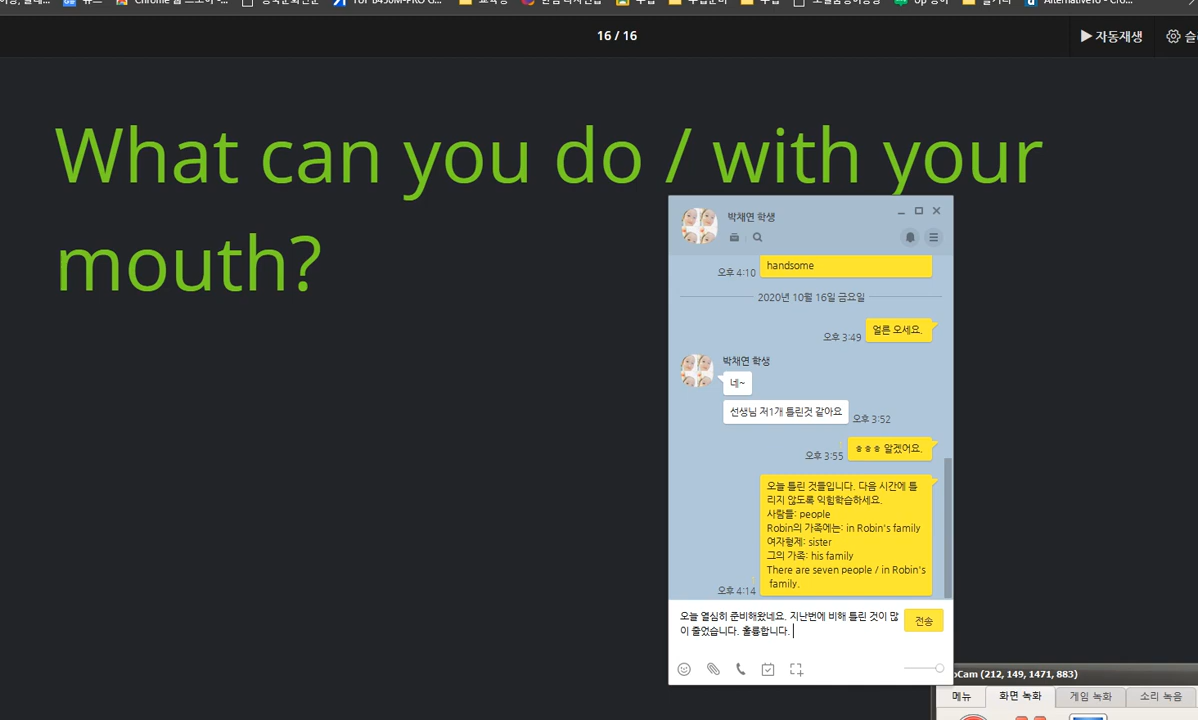 16 / 16
▶ 자동재생
What can you do / with your
mouth?
박채연 학생
handsome
오후 4:10
2020년 10월 16일 금요일
얼른 오세요.
오후 3:49
박채연 학생
네~
선생님 저1개 틀린것 같아요
오후 3:52
ㅎㅎㅎ 알겠어요.
오후 3:55
오늘 틀린 것들입니다. 다음 시간에 틀
리지 않도록 익힘학습하세요.
사람들: people
Robin의 가족에는: in Robin's family
여자형제: sister
그의 가족: his family
There are seven people / in Robin's
family.
오후 4:14
오늘 열심히 준비해왔네요. 지난번에 비해 틀린 것이 많
이 줄었습니다. 훌륭합니다.
전송
Cam (212, 149, 1471, 883)
메뉴
화면 녹화
게임 녹화
소리 녹음